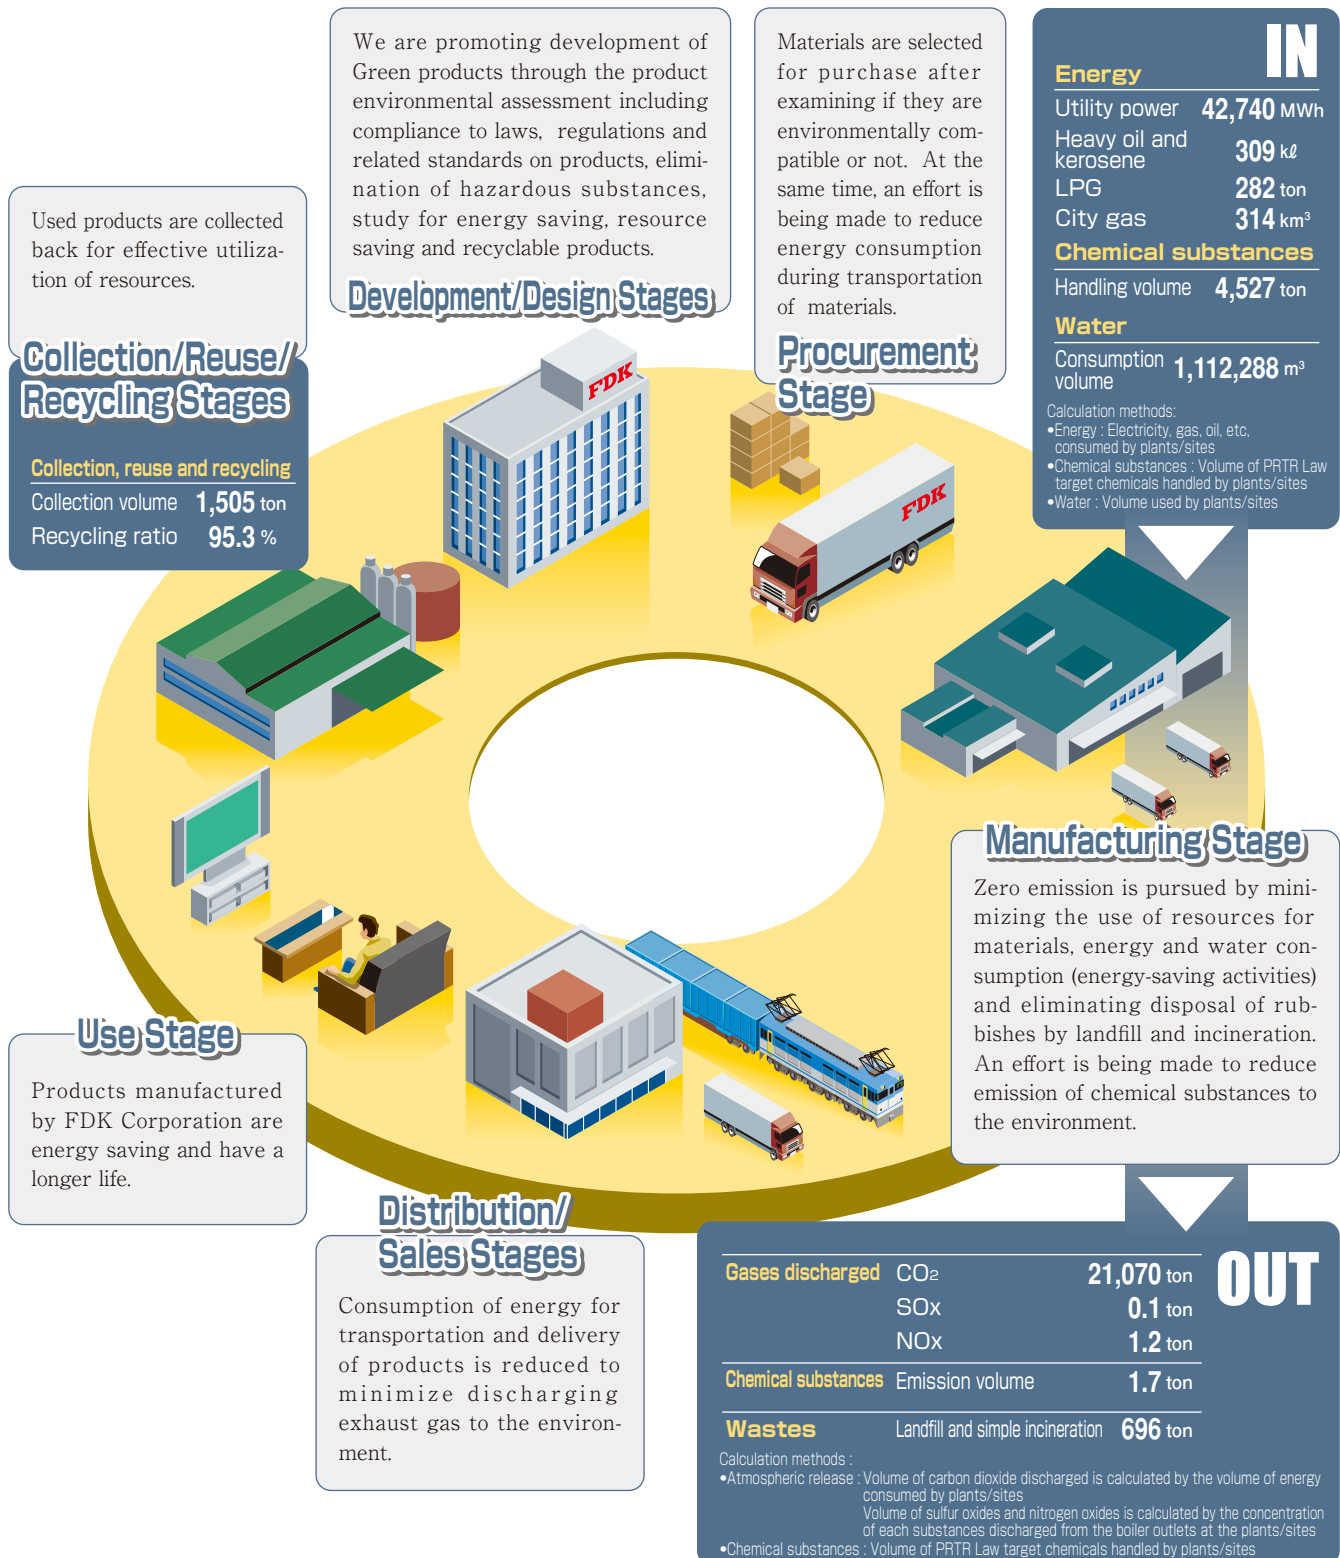 We are promoting development of
Green products through the product
environmental assessment including
compliance to laws, regulations and
related standards on products, elimi-
nation of hazardous substances,
study for energy saving, resource
saving and recyclable products.
Development/Design Stages
Materials are selected
for purchase after
examining if they are
environmentally com-
patible or not. At the
same time, an effort is
being made to reduce
energy consumption
during transportation
of materials.
Procurement
Stage
IN
Energy
Utility power 42,740 MWh
Heavy oil and
kerosene 309 kℓ
LPG 282 ton
City gas 314 km³
Chemical substances
Handling volume 4,527 ton
Water
Consumption
volume 1,112,288 m³
Calculation methods:
•Energy : Electricity, gas, oil, etc,
consumed by plants/sites
•Chemical substances : Volume of PRTR Law
target chemicals handled by plants/sites
•Water : Volume used by plants/sites
Used products are collected
back for effective utiliza-
tion of resources.
Collection/Reuse/
Recycling Stages
Collection, reuse and recycling
Collection volume 1,505 ton
Recycling ratio 95.3 %
FDK
FDK
Manufacturing Stage
Zero emission is pursued by mini-
mizing the use of resources for
materials, energy and water con-
sumption (energy-saving activities)
and eliminating disposal of rub-
bishes by landfill and incineration.
An effort is being made to reduce
emission of chemical substances to
the environment.
Use Stage
Products manufactured
by FDK Corporation are
energy saving and have a
longer life.
Distribution/
Sales Stages
Consumption of energy for
transportation and delivery
of products is reduced to
minimize discharging
exhaust gas to the environ-
ment.
OUT
Gases discharged CO₂ 21,070 ton
SOx 0.1 ton
NOx 1.2 ton
Chemical substances Emission volume 1.7 ton
Wastes Landfill and simple incineration 696 ton
Calculation methods :
•Atmospheric release : Volume of carbon dioxide discharged is calculated by the volume of energy
consumed by plants/sites
Volume of sulfur oxides and nitrogen oxides is calculated by the concentration
of each substances discharged from the boiler outlets at the plants/sites
•Chemical substances : Volume of PRTR Law target chemicals handled by plants/sites